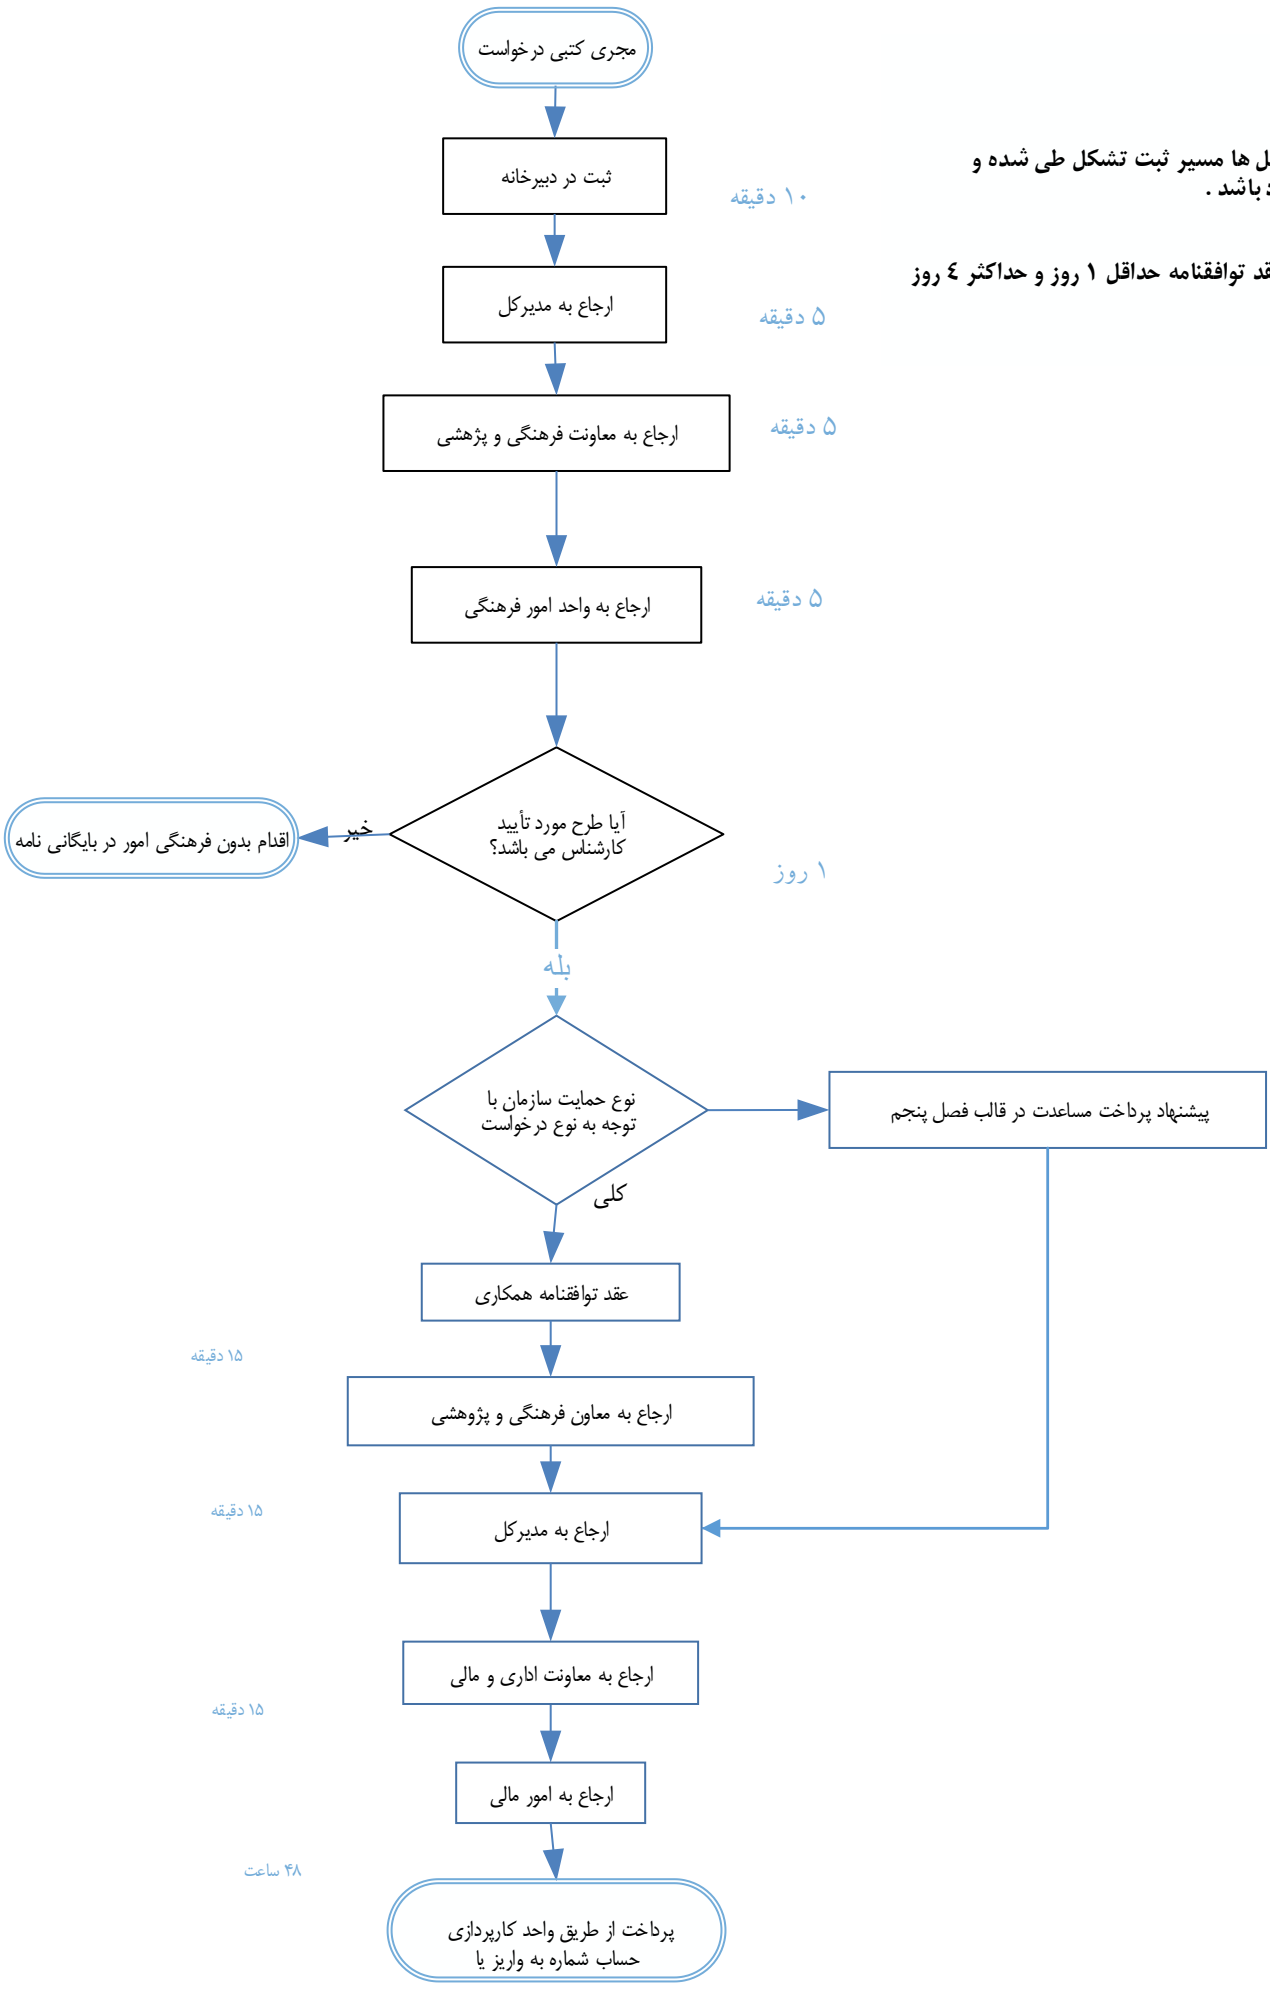 مجری کتبی درخواست
ثبت در دبیرخانه
۱۰ دقیقه
ها مسیر ثبت تشکل طی شده و
باشد .
ارجاع به مدیرکل
۵ دقیقه
توافقنامه حداقل ۱ روز و حداکثر ٤ روز
ارجاع به معاونت فرهنگی و پژهشی
۵ دقیقه
ارجاع به واحد امور فرهنگی
۵ دقیقه
آیا طرح مورد تأیید
کارشناس می باشد؟
خیر
اقدام بدون فرهنگی امور در بایگانی نامه
۱ روز
بله
نوع حمایت سازمان با
توجه به نوع درخواست
پیشنهاد پرداخت مساعدت در قالب فصل پنجم
کلی
عقد توافقنامه همکاری
۱۵ دقیقه
ارجاع به معاون فرهنگی و پژوهشی
ارجاع به مدیرکل
۱۵ دقیقه
ارجاع به معاونت اداری و مالی
۱۵ دقیقه
ارجاع به امور مالی
۴۸ ساعت
پرداخت از طریق واحد کارپردازی
حساب شماره به واریز یا